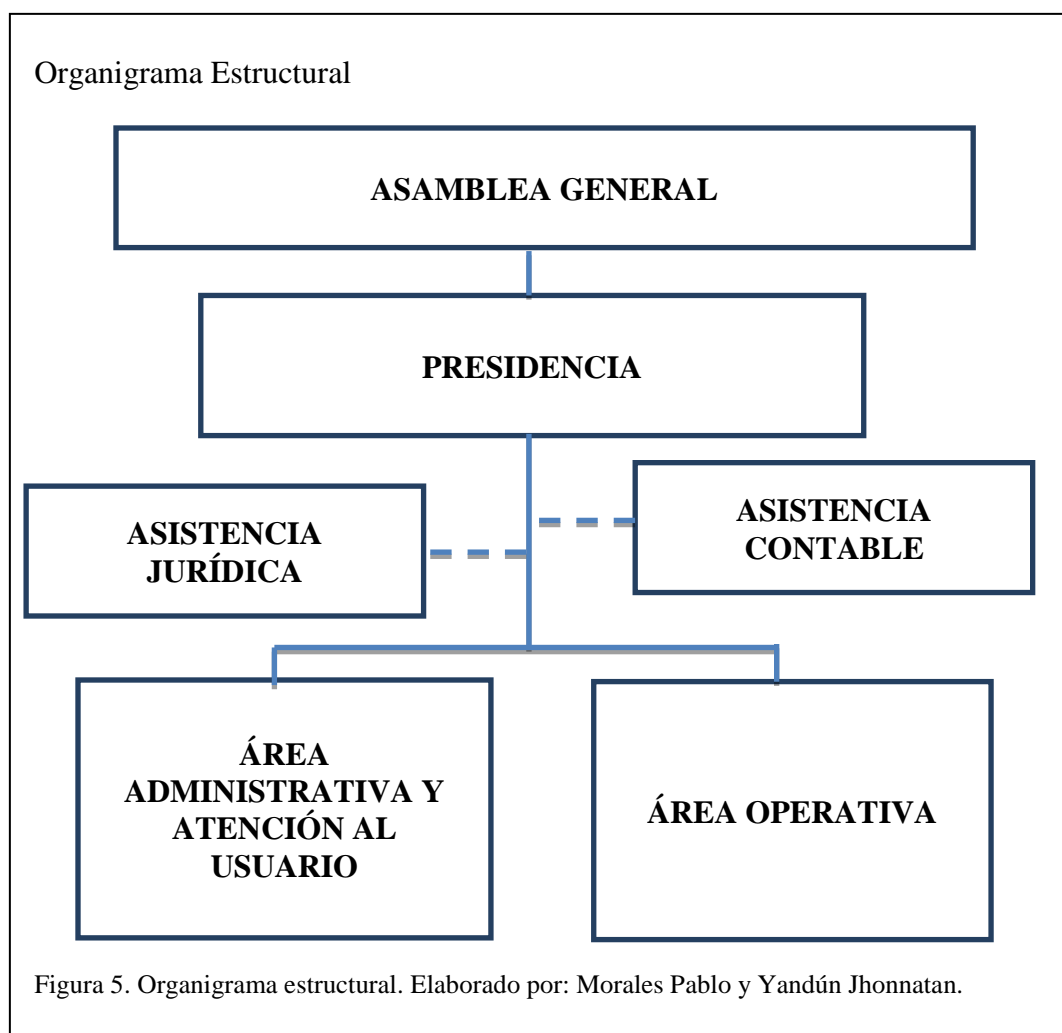 Organigrama Estructural
ASAMBLEA GENERAL
PRESIDENCIA
ASISTENCIA
JURÍDICA
ASISTENCIA
CONTABLE
ÁREA
ADMINISTRATIVA Y
ATENCIÓN AL
USUARIO
ÁREA OPERATIVA
Figura 5. Organigrama estructural. Elaborado por: Morales Pablo y Yandún Jhonnatan.